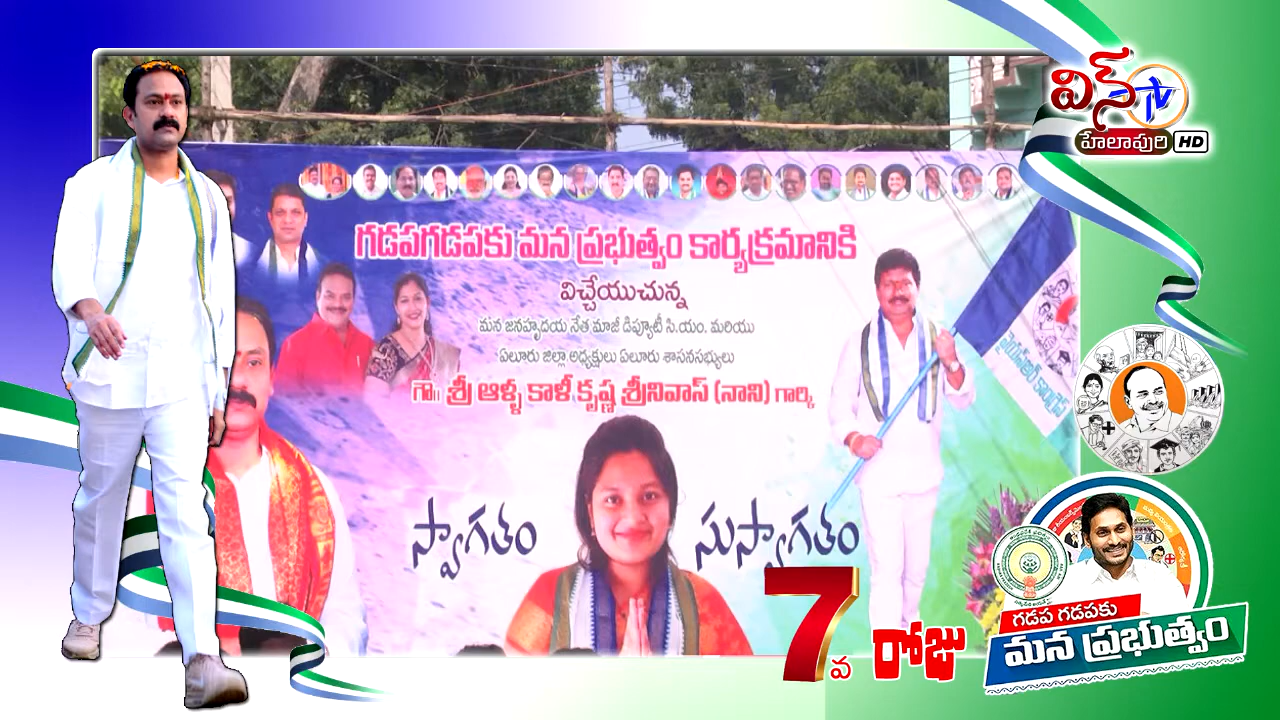 విన్ TV
హేలాపురి HD
గడపగడపకు మన ప్రభుత్వం కార్యక్రమానికి
విచ్చేయుచున్న
మన జనహృదయ నేత మాజీ డిప్యూటీ సి.యం. మరియు
ఏలూరు జిల్లా అధ్యక్షులు ఏలూరు శాసనసభ్యులు
గౌ॥ శ్రీ ఆళ్ళ కాళీ కృష్ణ శ్రీనివాస్ (నాని) గార్కి
స్వాగతం సుస్వాగతం
7వ రోజు
గడప గడపకు
మన ప్రభుత్వం